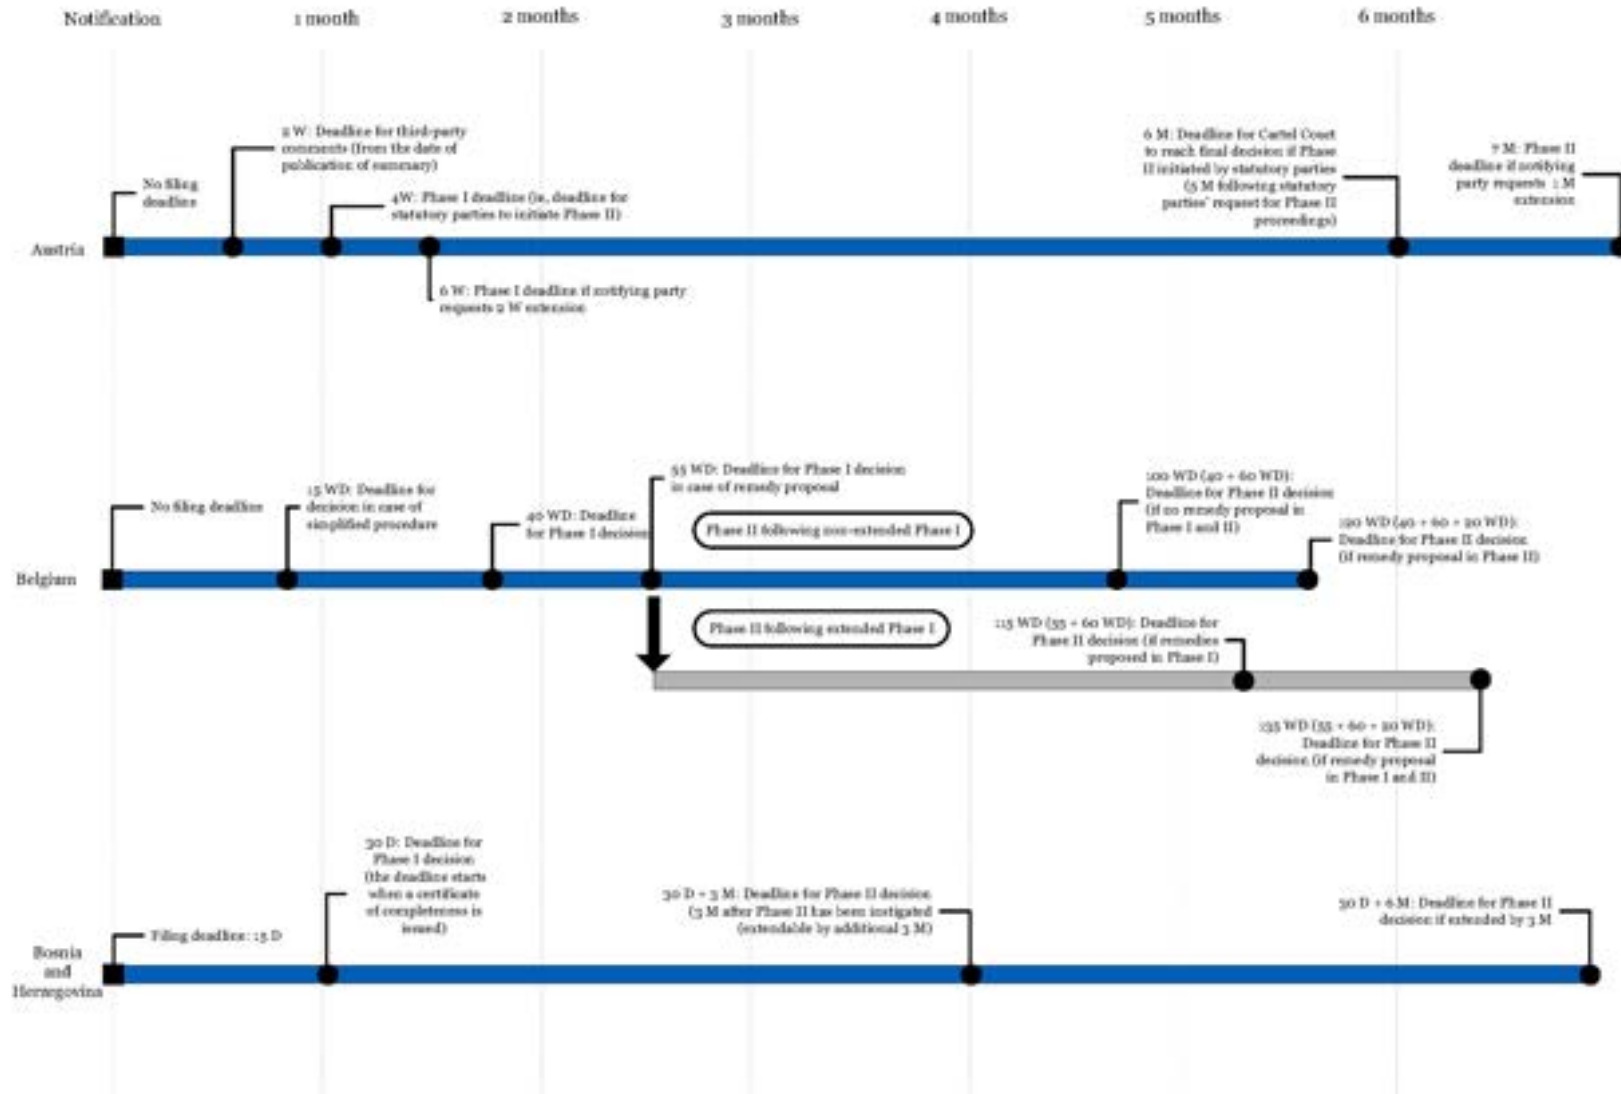 Notification
1 month
2 months
3 months
4 months
5 months
6 months
2 W: Deadline for third-party
comments (from the date of
publication of summary)
No filing
deadline
4W: Phase I deadline (ie, deadline for
statutory parties to initiate Phase II)
6 M: Deadline for Cartel Court
to reach final decision if Phase
II initiated by statutory parties
(5 M following statutory
parties' request for Phase II
proceedings)
7 M: Phase II
deadline if notifying
party requests 1 M
extension
Austria
6 W: Phase I deadline if notifying party
requests 2 W extension
No filing deadline
15 WD: Deadline for
decision in case of
simplified procedure
40 WD: Deadline
for Phase I decision
55 WD: Deadline for Phase I decision
in case of remedy proposal
Phase II following non-extended Phase I
100 WD (40 + 60 WD):
Deadline for Phase II decision
(if no remedy proposal in
Phase I and II)
120 WD (40 + 60 + 20 WD):
Deadline for Phase II decision
(if remedy proposal in Phase II)
Belgium
Phase II following extended Phase I
115 WD (55 + 60 WD): Deadline for
Phase II decision (if remedies
proposed in Phase I)
135 WD (55 + 60 + 20 WD):
Deadline for Phase II
decision (if remedy proposal
in Phase I and II)
Filing deadline: 15 D
30 D: Deadline for
Phase I decision
(the deadline starts
when a certificate
of completeness is
issued)
30 D + 3 M: Deadline for Phase II decision
(3 M after Phase II has been instigated
(extendable by additional 3 M)
30 D + 6 M: Deadline for Phase II
decision if extended by 3 M
Bosnia
and
Herzegovina